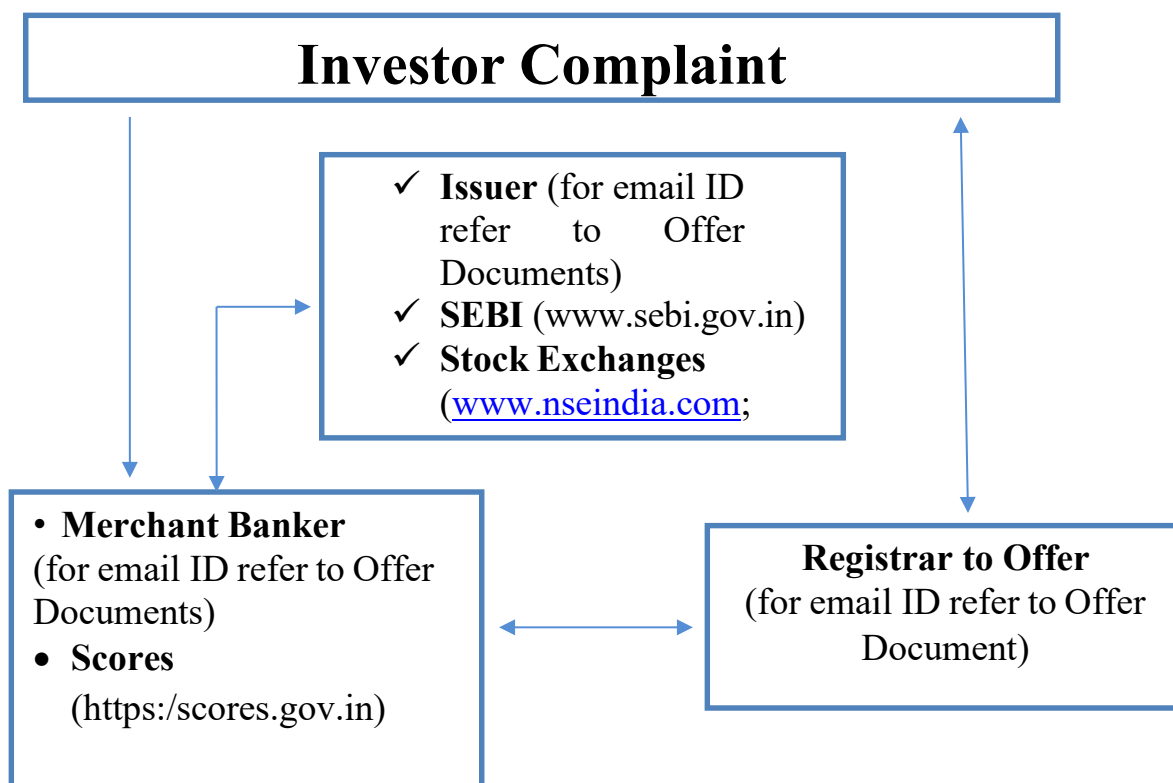 Investor Complaint
✓ Issuer (for email ID
refer to Offer
Documents)
✓ SEBI (www.sebi.gov.in)
✓ Stock Exchanges
(www.nseindia.com;
• Merchant Banker
(for email ID refer to Offer
Documents)
• Scores
(https:/scores.gov.in)
Registrar to Offer
(for email ID refer to Offer
Document)